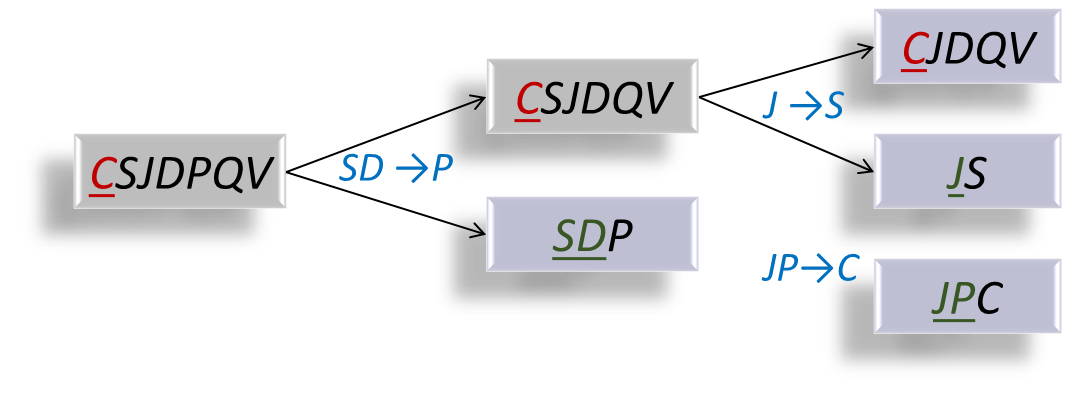 CSJDPQV
SD →P
CSJDQV
SDP
J →S
CJDQV
JS
JP→C
JPC